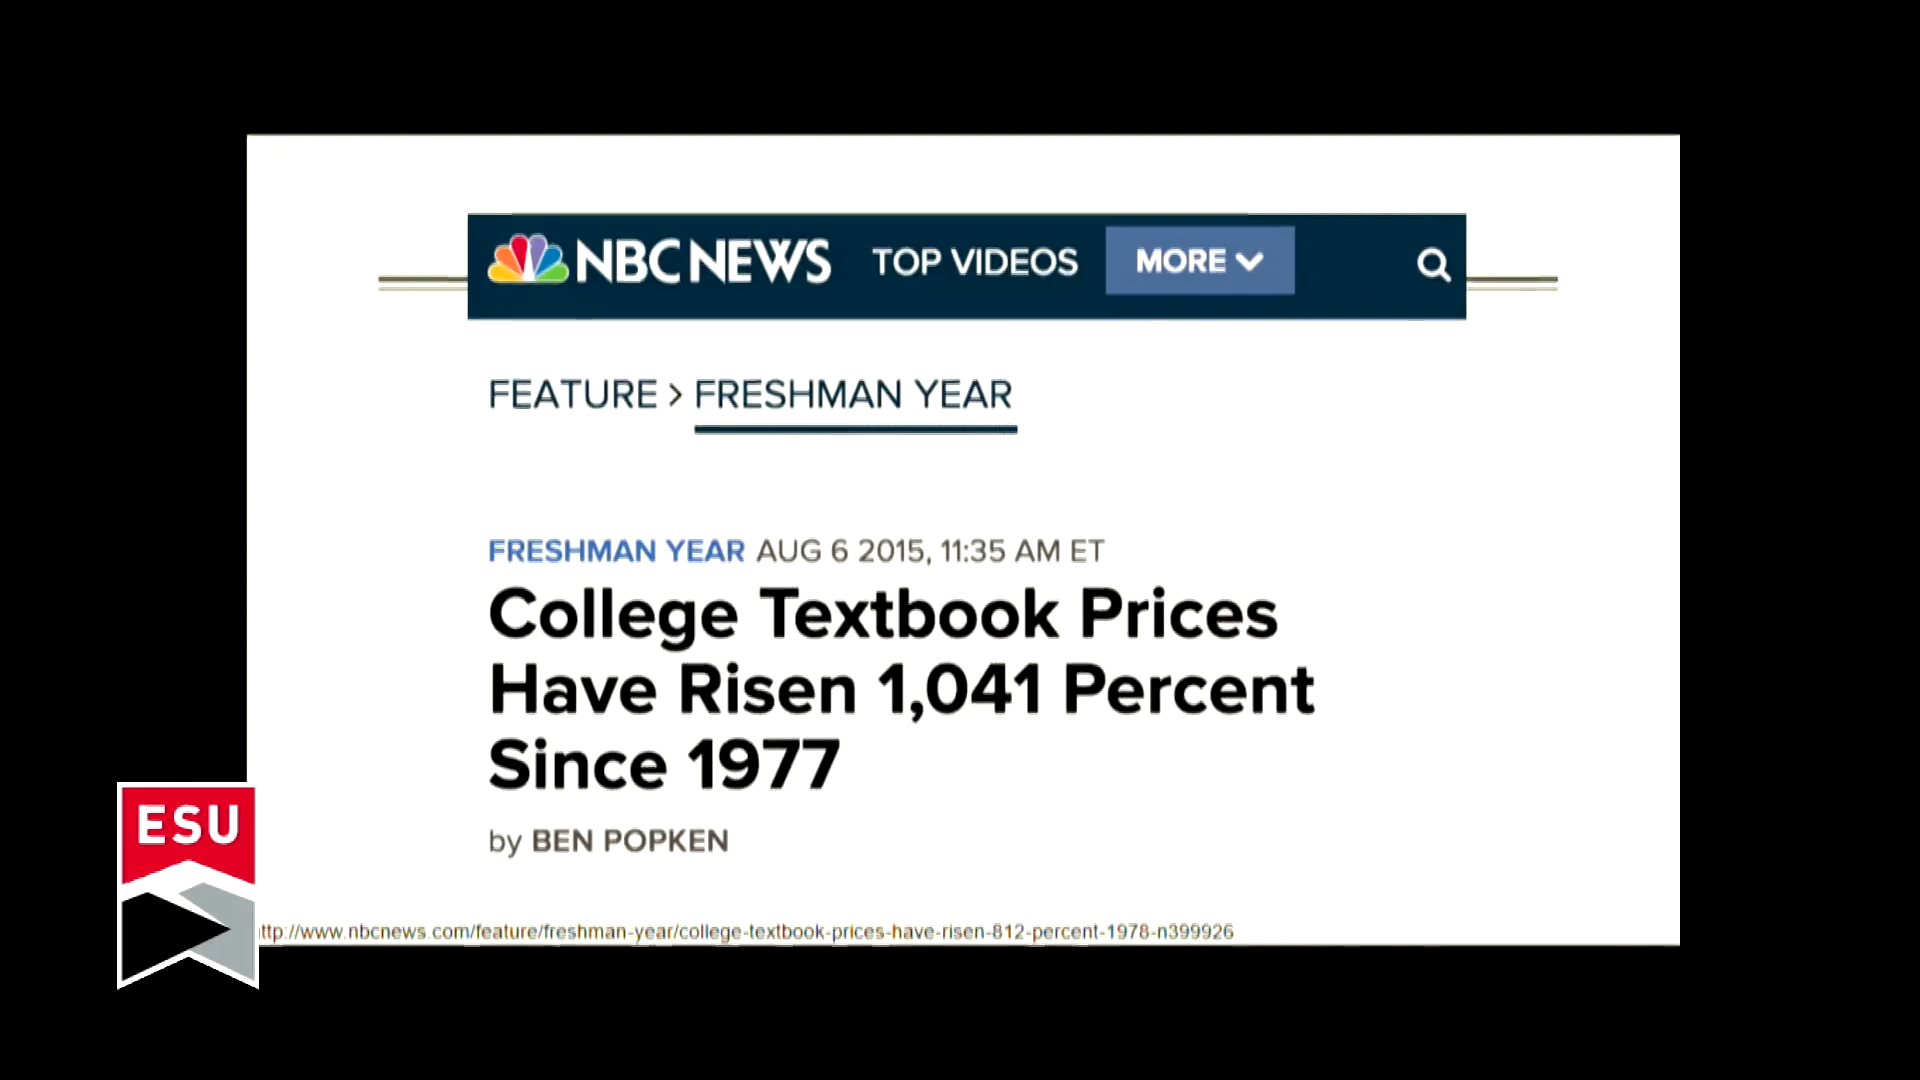 NBC NEWS TOP VIDEOS MORE
FEATURE > FRESHMAN YEAR
FRESHMAN YEAR AUG 6 2015, 11:35 AM ET
College Textbook Prices
Have Risen 1,041 Percent
Since 1977
by BEN POPKEN
ESU
ttp://www.nbcnews.com/feature/freshman-year/college-textbook-prices-have-risen-812-percent-1978-n399926